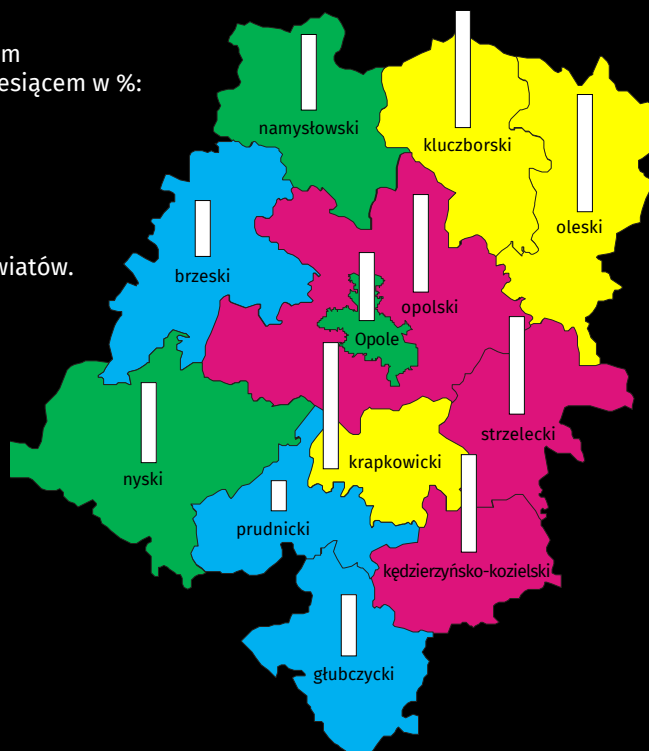 m
esiącem w %:
wiatów.
namysłowski
kluczborski
oleski
brzeski
opolski
Opole
strzelecki
nyski
krapkowicki
prudnicki
kędzierzyńsko-kozielski
głubczycki